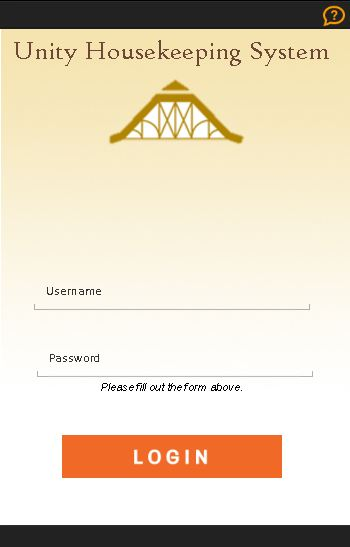 ?
Unity Housekeeping System
Username
Password
Please fill out the form above.
LOGIN